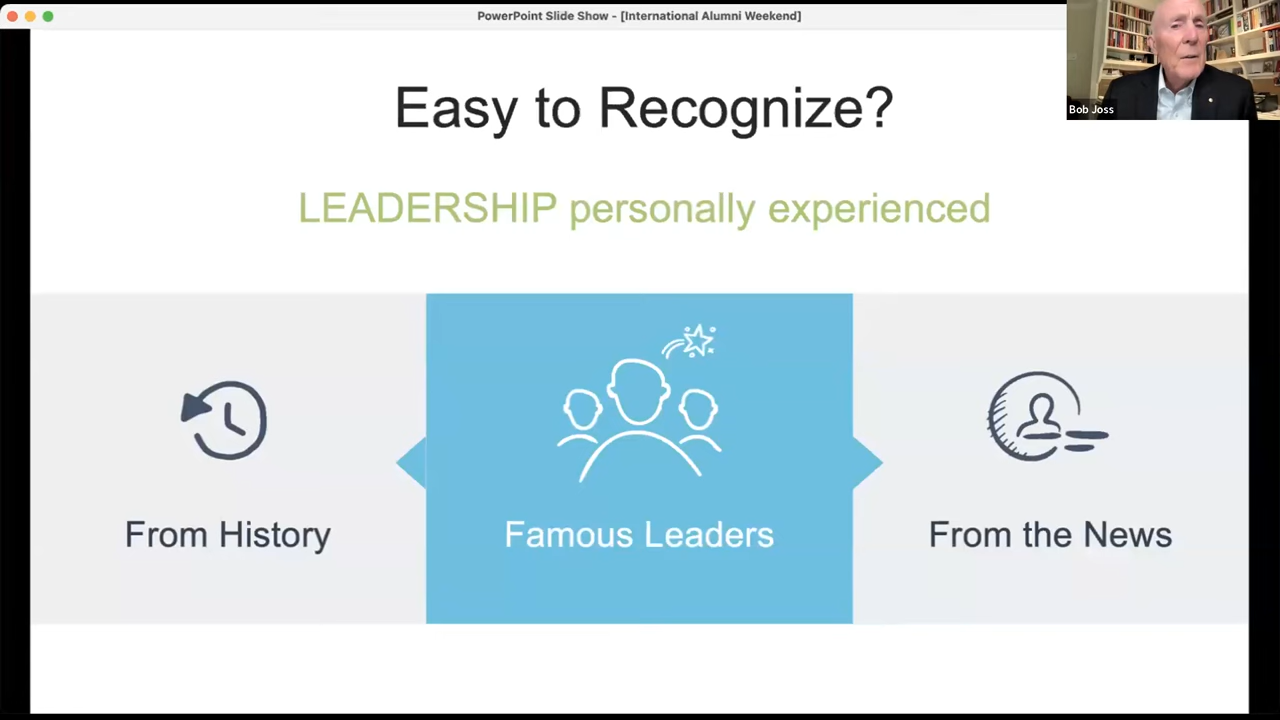 PowerPoint Slide Show - [International Alumni Weekend]
Bob Joss
Easy to Recognize?
LEADERSHIP personally experienced
From History
Famous Leaders
From the News